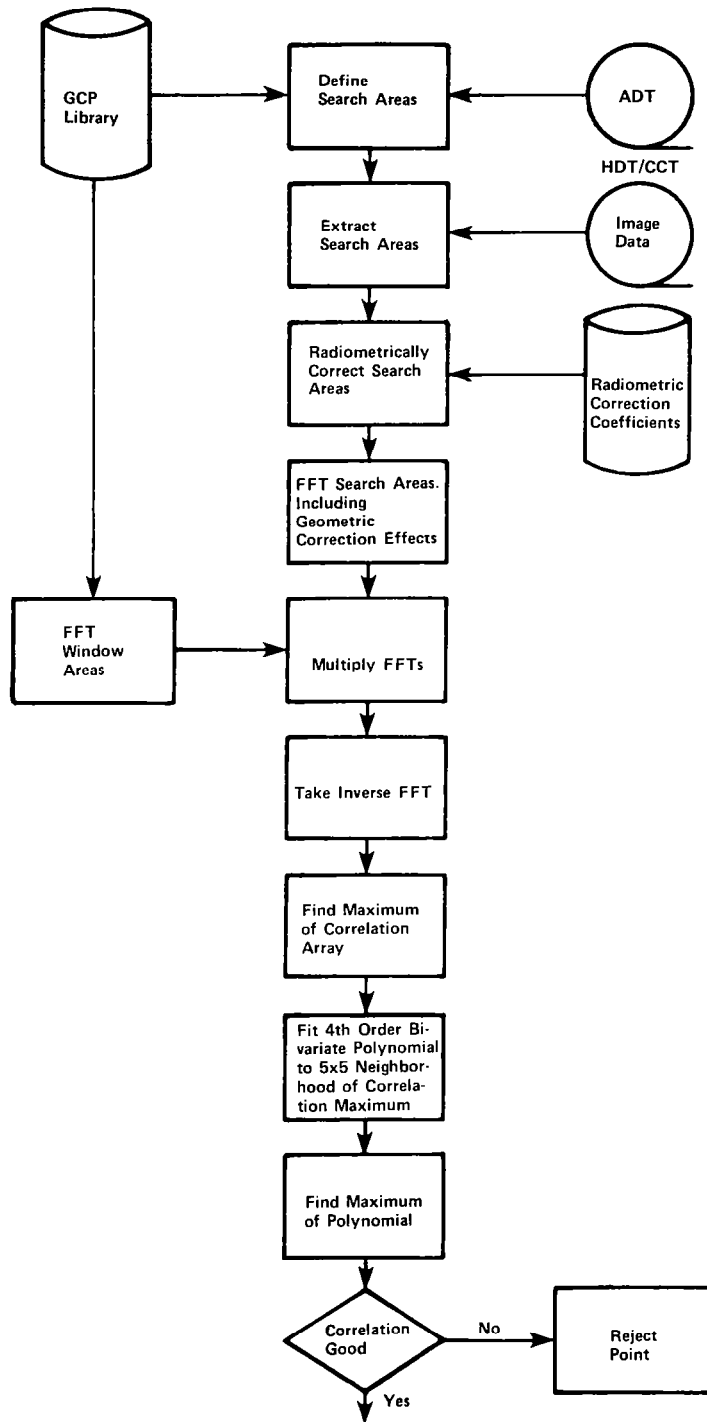 GCP
Library
Define
Search Areas
ADT
HDT/CCT
Extract
Search Areas
Image
Data
Radiometrically
Correct Search
Areas
Radiometric
Correction
Coefficients
FFT Search Areas.
Including
Geometric
Correction Effects
FFT
Window
Areas
Multiply FFTs
Take Inverse FFT
Find Maximum
of Correlation
Array
Fit 4th Order Bi-
variate Polynomial
to 5x5 Neighbor-
hood of Correla-
tion Maximum
Find Maximum
of Polynomial
Correlation
Good
No
Reject
Point
Yes